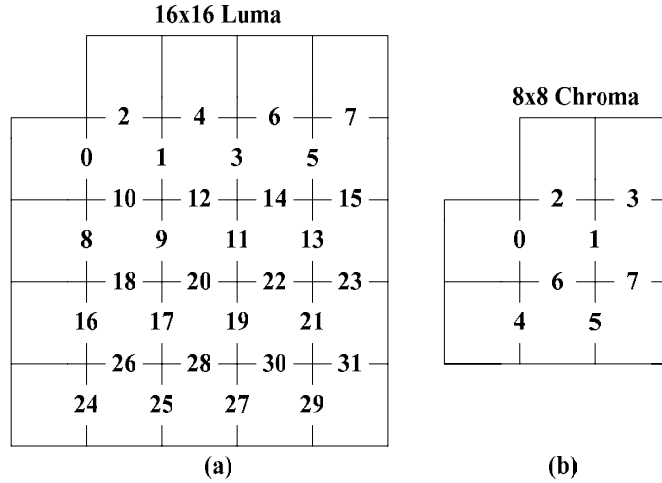 16x16 Luma
2 4 6 7
0 1 3 5
10 12 14 15
8 9 11 13
18 20 22 23
16 17 19 21
26 28 30 31
24 25 27 29
(a)
8x8 Chroma
2 3
0 1
6 7
4 5
(b)